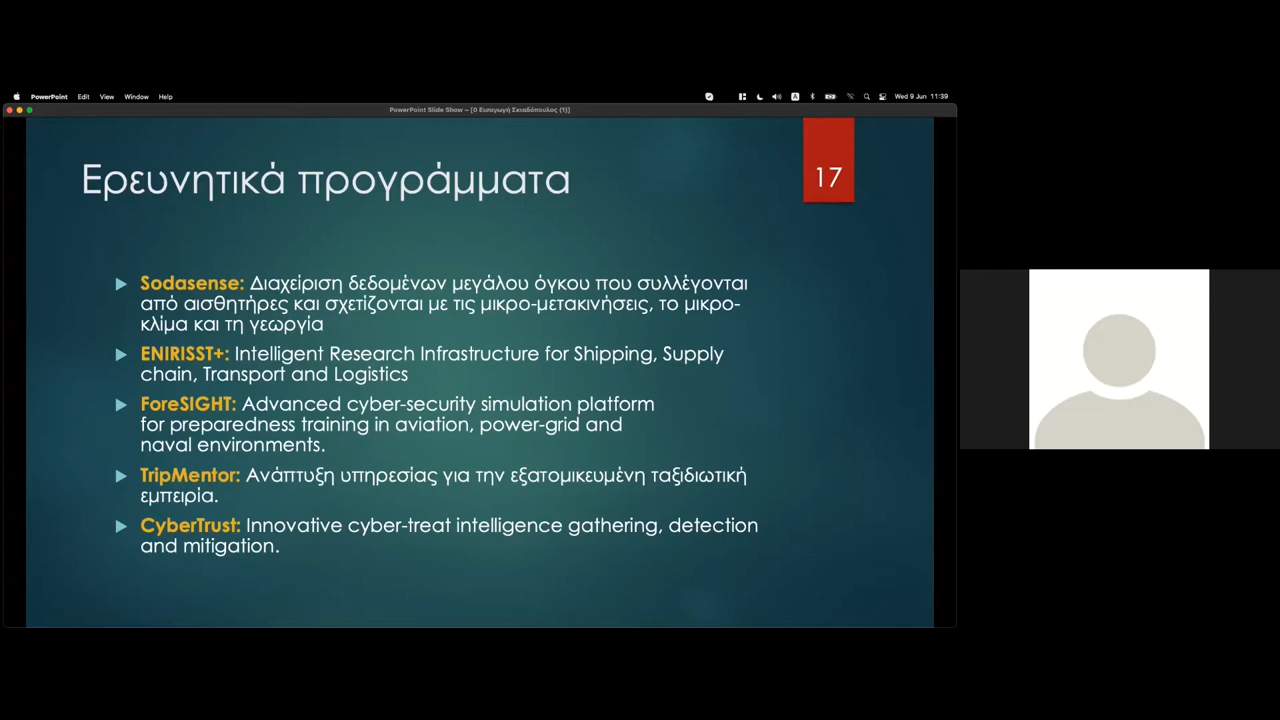 PowerPoint Edit View Window Help
A
Wed 9 Jun 11:39
PowerPoint Slide Show – [0 Εισαγωγή Σκιαδόπουλος (1)]
Ερευνητικά προγράμματα
17
Sodasense: Διαχείριση δεδομένων μεγάλου όγκου που συλλέγονται
από αισθητήρες και σχετίζονται με τις μικρο-μετακινήσεις, το μικρο-
κλίμα και τη γεωργία
ENIRISST+: Intelligent Research Infrastructure for Shipping, Supply
chain, Transport and Logistics
ForeSIGHT: Advanced cyber-security simulation platform
for preparedness training in aviation, power-grid and
naval environments.
TripMentor: Ανάπτυξη υπηρεσίας για την εξατομικευμένη ταξιδιωτική
εμπειρία.
CyberTrust: Innovative cyber-treat intelligence gathering, detection
and mitigation.